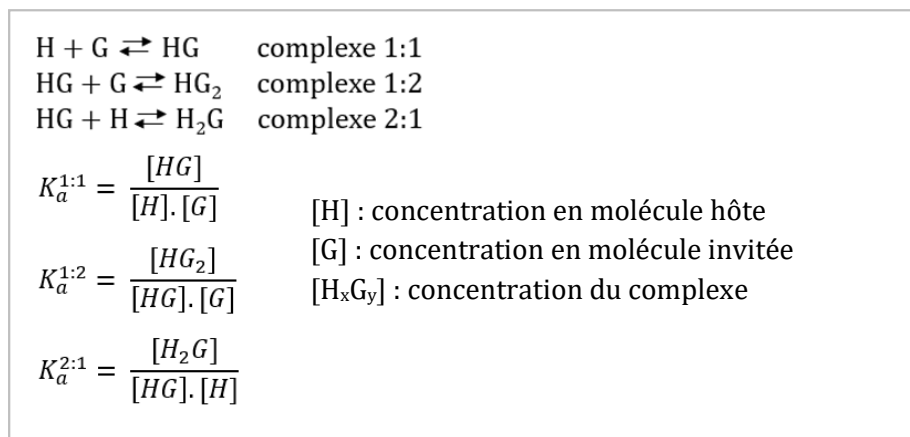 H + G ⇄ HG complexe 1:1
HG + G ⇄ HG₂ complexe 1:2
HG + H ⇄ H₂G complexe 2:1
K_a^{1:1} = [HG] / [H].[G]
[H] : concentration en molécule hôte
[G] : concentration en molécule invitée
K_a^{1:2} = [HG₂] / [HG].[G]
[HₓGᵧ] : concentration du complexe
K_a^{2:1} = [H₂G] / [HG].[H]